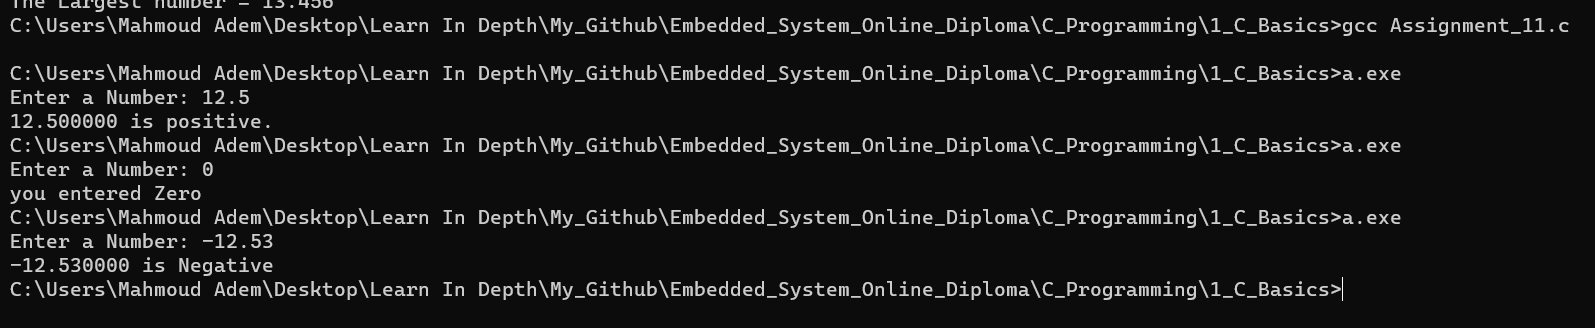 The Largest number = 13.456
C:\Users\Mahmoud Adem\Desktop\Learn In Depth\My_Github\Embedded_System_Online_Diploma\C_Programming\1_C_Basics>gcc Assignment_11.c
C:\Users\Mahmoud Adem\Desktop\Learn In Depth\My_Github\Embedded_System_Online_Diploma\C_Programming\1_C_Basics>a.exe
Enter a Number: 12.5
12.500000 is positive.
C:\Users\Mahmoud Adem\Desktop\Learn In Depth\My_Github\Embedded_System_Online_Diploma\C_Programming\1_C_Basics>a.exe
Enter a Number: 0
you entered Zero
C:\Users\Mahmoud Adem\Desktop\Learn In Depth\My_Github\Embedded_System_Online_Diploma\C_Programming\1_C_Basics>a.exe
Enter a Number: -12.53
-12.530000 is Negative
C:\Users\Mahmoud Adem\Desktop\Learn In Depth\My_Github\Embedded_System_Online_Diploma\C_Programming\1_C_Basics>